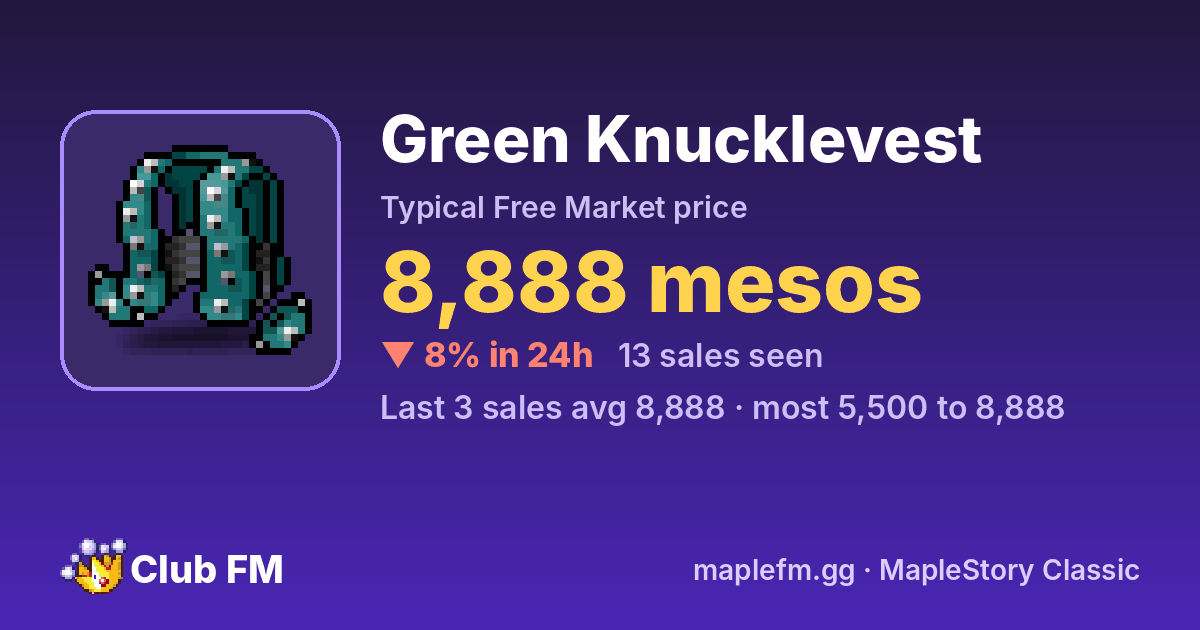 Green Knucklevest
Typical Free Market price
8,888 mesos
▼ 8% in 24h 13 sales seen
Last 3 sales avg 8,888 · most 5,500 to 8,888
Club FM
maplefm.gg · MapleStory Classic